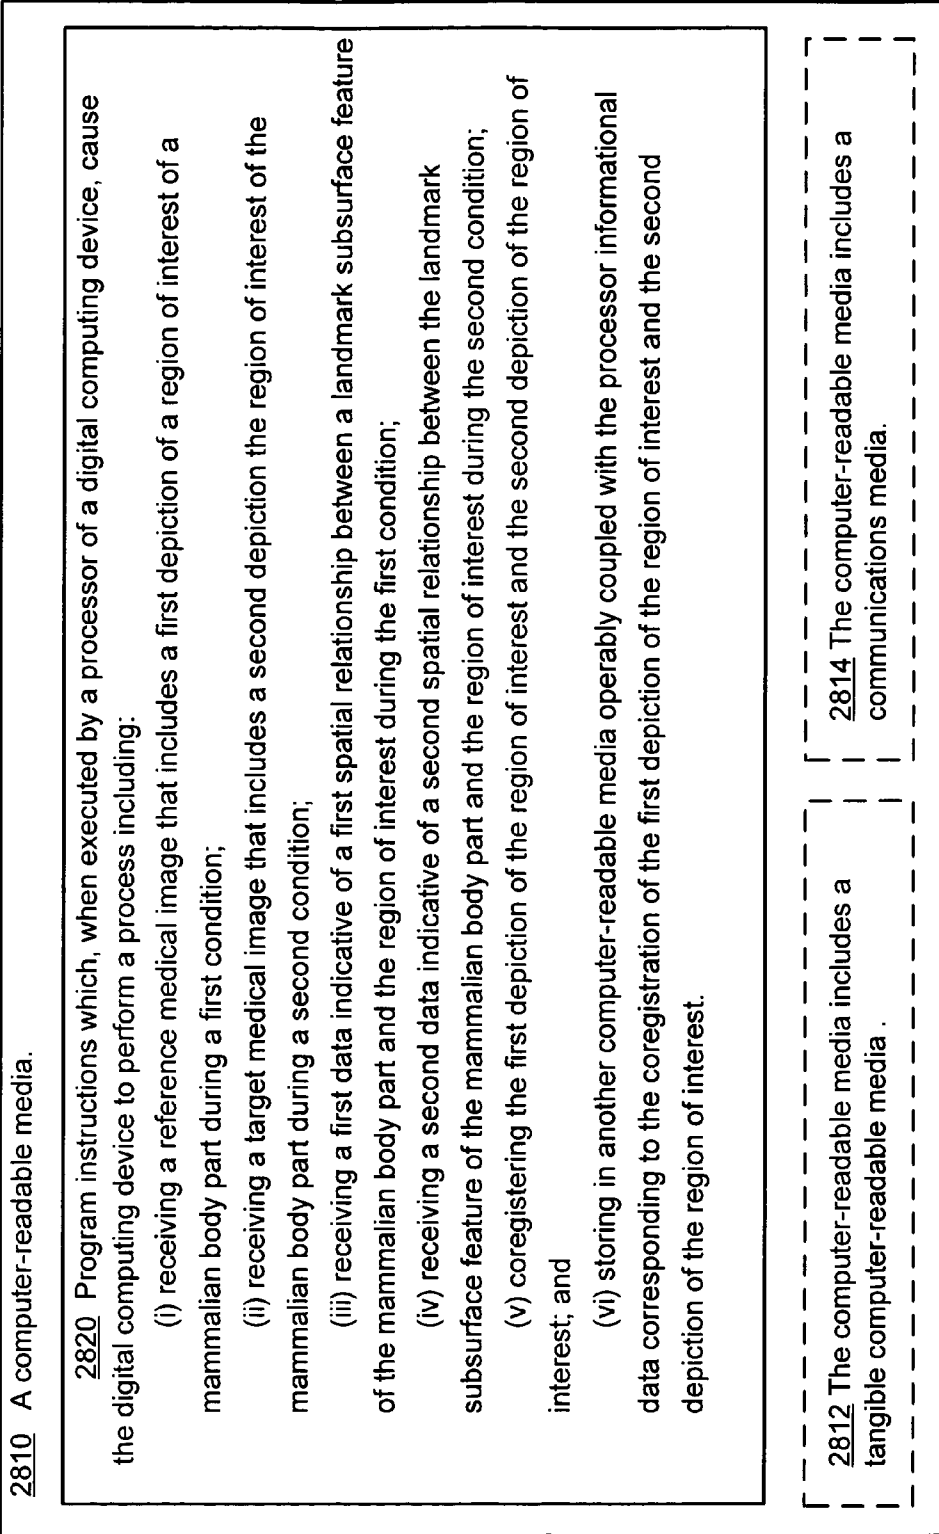 2810 A computer-readable media.
2820 Program instructions which, when executed by a processor of a digital computing device, cause
the digital computing device to perform a process including:
(i) receiving a reference medical image that includes a first depiction of a region of interest of a
mammalian body part during a first condition;
(ii) receiving a target medical image that includes a second depiction the region of interest of the
mammalian body part during a second condition;
(iii) receiving a first data indicative of a first spatial relationship between a landmark subsurface feature
of the mammalian body part and the region of interest during the first condition;
(iv) receiving a second data indicative of a second spatial relationship between the landmark
subsurface feature of the mammalian body part and the region of interest during the second condition;
(v) coregistering the first depiction of the region of interest and the second depiction of the region of
interest; and
(vi) storing in another computer-readable media operably coupled with the processor informational
data corresponding to the coregistration of the first depiction of the region of interest and the second
depiction of the region of interest.
2812 The computer-readable media includes a
tangible computer-readable media .
2814 The computer-readable media includes a
communications media.